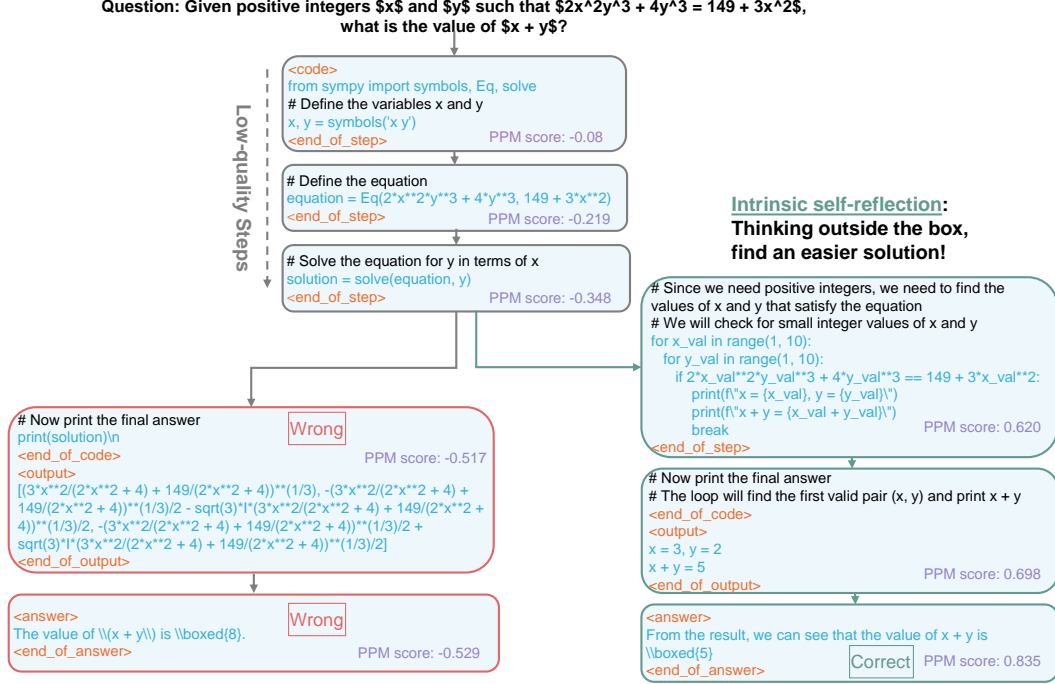 Question: Given positive integers $x$ and $y$ such that $2x^2y^3 + 4y^3 = 149 + 3x^2$,
what is the value of $x + y$?
Low-quality Steps
<code>
from sympy import symbols, Eq, solve
# Define the variables x and y
x, y = symbols('x y')
PPM score: -0.08
<end_of_step>
# Define the equation
equation = Eq(2*x**2*y**3 + 4*y**3, 149 + 3*x**2)
<end_of_step>
PPM score: -0.219
# Solve the equation for y in terms of x
solution = solve(equation, y)
<end_of_step>
PPM score: -0.348
Intrinsic self-reflection:
Thinking outside the box,
find an easier solution!
# Since we need positive integers, we need to find the
values of x and y that satisfy the equation
# We will check for small integer values of x and y
for x_val in range(1, 10):
for y_val in range(1, 10):
if 2*x_val**2*y_val**3 + 4*y_val**3 == 149 + 3*x_val**2:
print(f\"x = {x_val}, y = {y_val}\")
print(f\"x + y = {x_val + y_val}\")
break
PPM score: 0.620
<end_of_step>
# Now print the final answer
# The loop will find the first valid pair (x, y) and print x + y
<end_of_code>
<output>
x = 3, y = 2
x + y = 5
PPM score: 0.698
<end_of_output>
<answer>
From the result, we can see that the value of x + y is
\\boxed{5}
Correct
PPM score: 0.835
<end_of_answer>
# Now print the final answer
Wrong
print(solution)\n
<end_of_code>
PPM score: -0.517
<output>
[(3*x**2/(2*x**2 + 4) + 149/(2*x**2 + 4))**(1/3), -(3*x**2/(2*x**2 + 4) +
149/(2*x**2 + 4))**(1/3)/2 - sqrt(3)*I*(3*x**2/(2*x**2 + 4) + 149/(2*x**2 +
4))**(1/3)/2, -(3*x**2/(2*x**2 + 4) + 149/(2*x**2 + 4))**(1/3)/2 +
sqrt(3)*I*(3*x**2/(2*x**2 + 4) + 149/(2*x**2 + 4))**(1/3)/2]
<end_of_output>
<answer>
Wrong
The value of \\(x + y\\) is \\boxed{8}.
<end_of_answer>
PPM score: -0.529